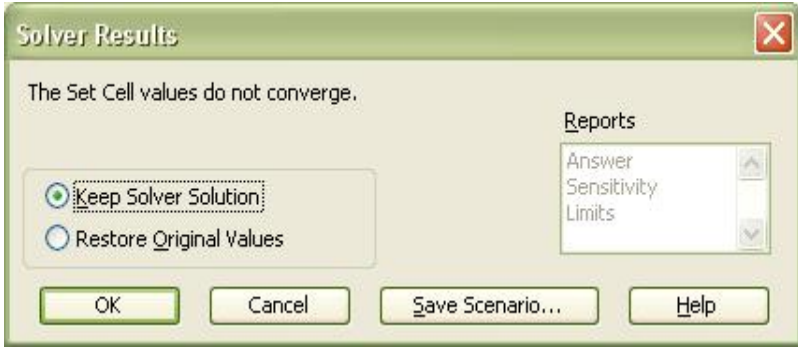 Solver Results
The Set Cell values do not converge.
Reports
Answer
Sensitivity
Limits
Keep Solver Solution
Restore Original Values
OK
Cancel
Save Scenario...
Help